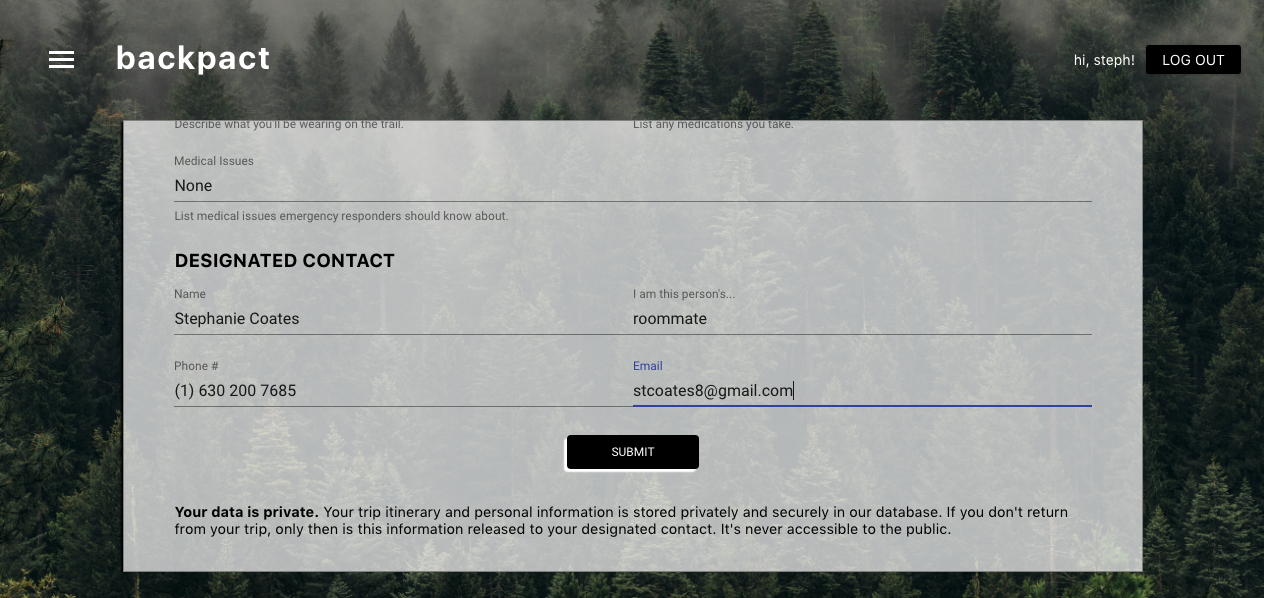 backpact
hi, steph!
LOG OUT
Describe what you'll be wearing on the trail.
List any medications you take.
Medical Issues
None
List medical issues emergency responders should know about.
DESIGNATED CONTACT
Name
I am this person's...
Stephanie Coates
roommate
Phone #
Email
(1) 630 200 7685
stcoates8@gmail.com
SUBMIT
Your data is private. Your trip itinerary and personal information is stored privately and securely in our database. If you don't return
from your trip, only then is this information released to your designated contact. It's never accessible to the public.